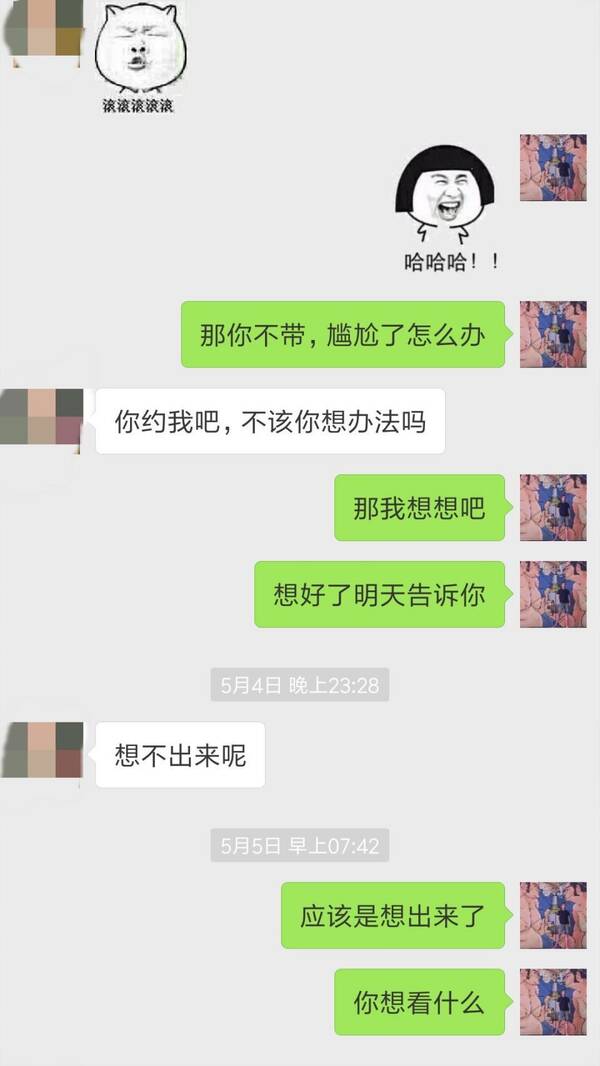 滚滚滚滚滚
哈哈哈！！
那你不带，尴尬了怎么办
你约我吧，不该你想办法吗
那我想想吧
想好了明天告诉你
5月4日 晚上23:28
想不出来呢
5月5日 早上07:42
应该是想出来了
你想看什么